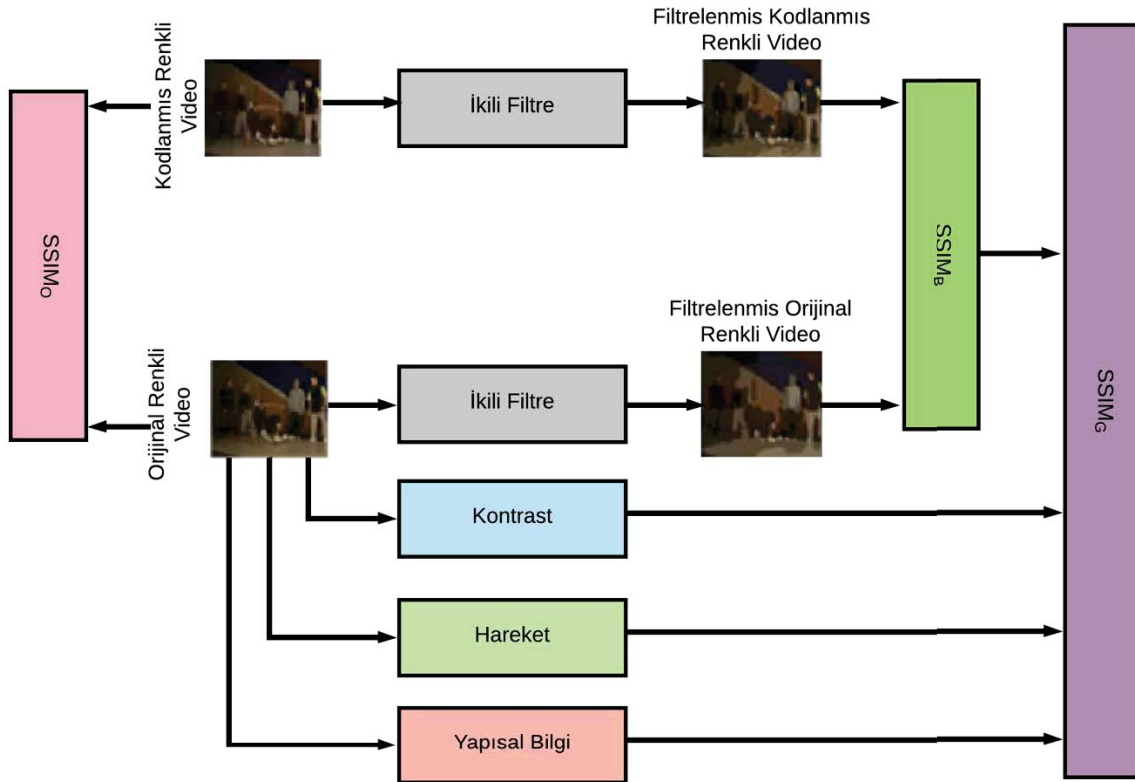 Filtrelenmis Kodlanmıs
Renkli Video
Kodlanmıs Renkli
Video
İkili Filtre
SSIMO
SSIMB
Filtrelenmis Orijinal
Renkli Video
Orijinal Renkli
Video
İkili Filtre
SSIMG
Kontrast
Hareket
Yapısal Bilgi